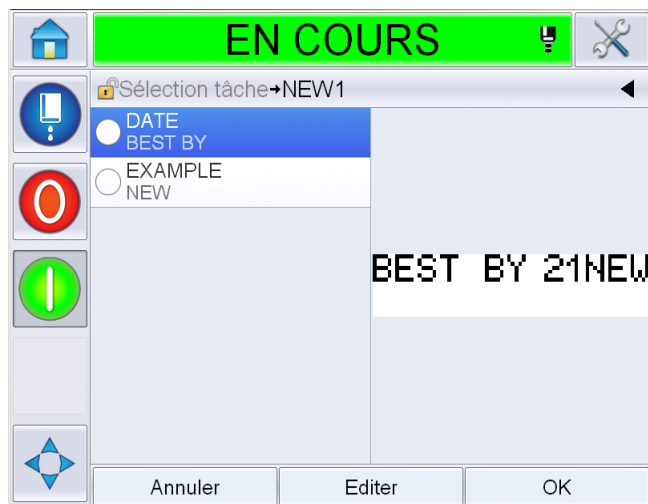 EN COURS
Sélection tâche→NEW1
DATE
BEST BY
EXAMPLE
NEW
BEST BY 21NEW
Annuler
Editer
OK